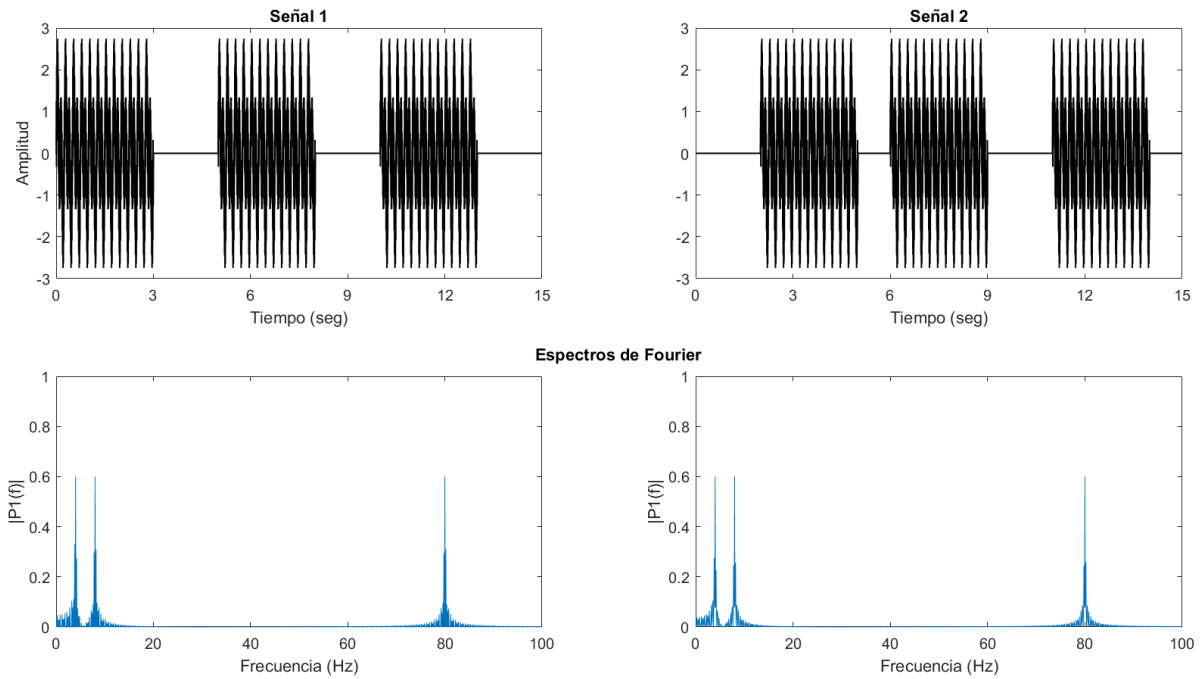 Señal 1
3
2
1
0
-1
-2
-3
Amplitud
0 3 6 9 12 15
Tiempo (seg)
Señal 2
3
2
1
0
-1
-2
-3
0 3 6 9 12 15
Tiempo (seg)
Espectros de Fourier
1
0.8
0.6
0.4
0.2
0
|P1(f)|
0 20 40 60 80 100
Frecuencia (Hz)
1
0.8
0.6
0.4
0.2
0
|P1(f)|
0 20 40 60 80 100
Frecuencia (Hz)